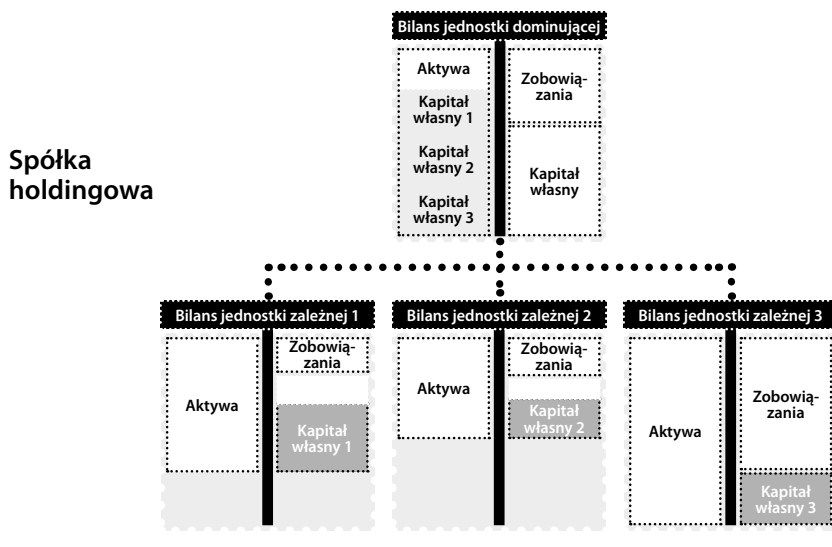 Bilans jednostki dominującej
Aktywa
Kapitał
własny 1
Kapitał
własny 2
Kapitał
własny 3
Zobowią-
zania
Kapitał
własny
Spółka
holdingowa
Bilans jednostki zależnej 1
Aktywa
Zobowią-
zania
Kapitał
własny 1
Bilans jednostki zależnej 2
Aktywa
Zobowią-
zania
Kapitał
własny 2
Bilans jednostki zależnej 3
Aktywa
Zobowią-
zania
Kapitał
własny 3